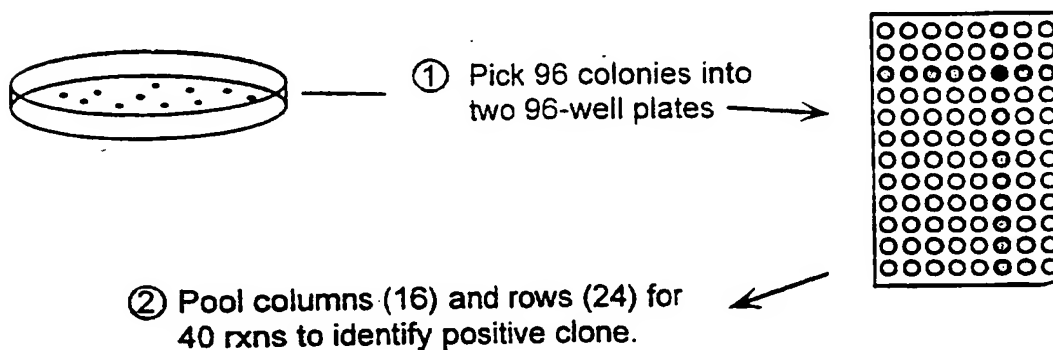 ① Pick 96 colonies into
two 96-well plates
② Pool columns (16) and rows (24) for
40 rxns to identify positive clone.